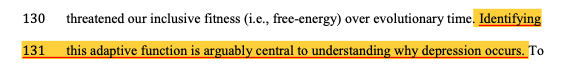 130 threatened our inclusive fitness (i.e., free-energy) over evolutionary time. Identifying
131 this adaptive function is arguably central to understanding why depression occurs. To